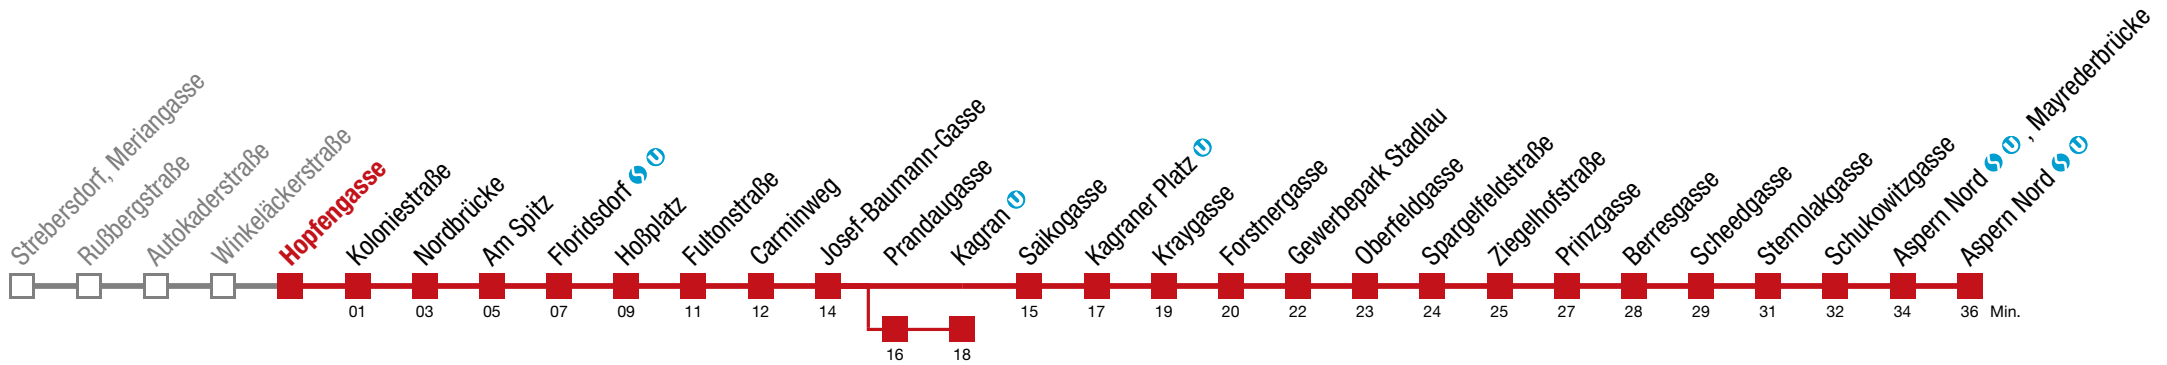 Strebersdorf, Meriangasse
Rußbergstraße
Autokaderstraße
Winkeläckerstraße
Hopfengasse
Koloniestraße
Nordbrücke
Am Spitz
Floridsdorf S U
Hoßplatz
Fultonstraße
Carminweg
Josef-Baumann-Gasse
Prandaugasse
Kagran U
Saikogasse
Kagraner Platz U
Kraygasse
Forstnergasse
Gewerbepark Stadlau
Oberfeldgasse
Spargelfeldstraße
Ziegelhofstraße
Prinzgasse
Berresgasse
Scheedgasse
Stemolakgasse
Schukowitzgasse
Aspern Nord S U , Mayrederbrücke
Aspern Nord S U
01 03 05 07 09 11 12 14 15 17 19 20 22 23 24 25 27 28 29 31 32 34 36 Min.
16 18